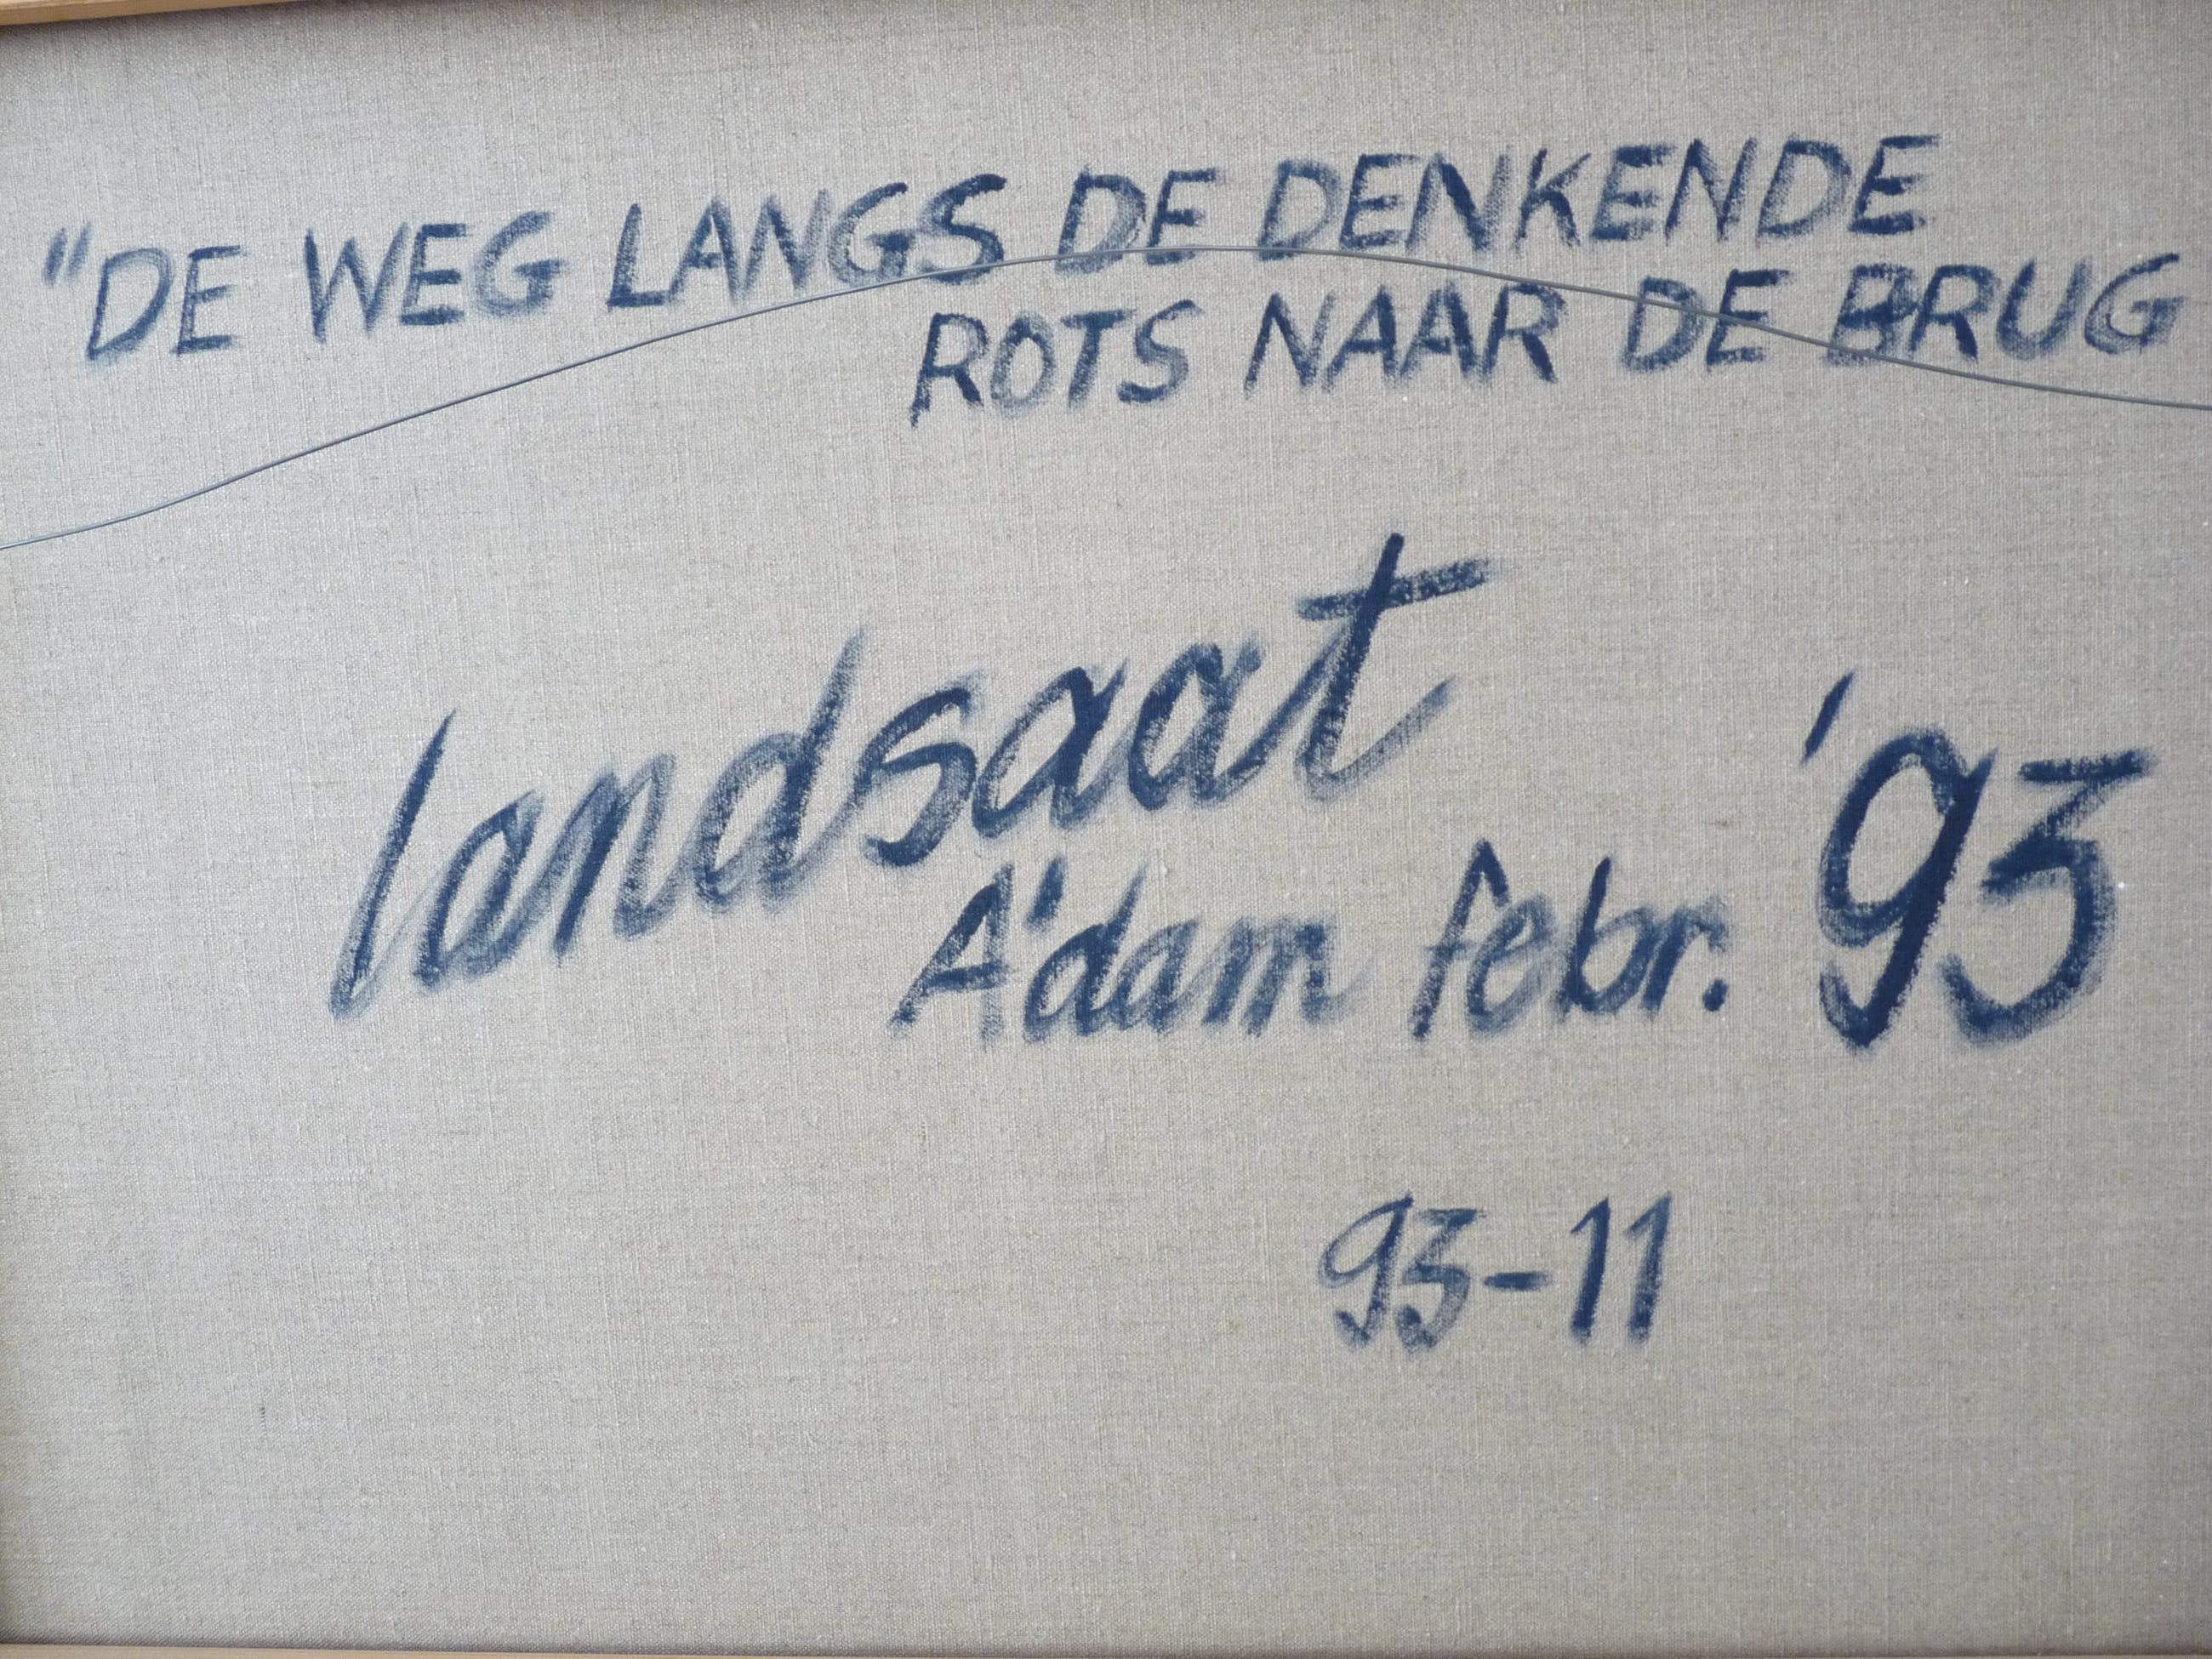 "DE WEG LANGS DE DENKENDE
ROTS NAAR DE BRUG
landsaat
A'dam febr. '93
93-11